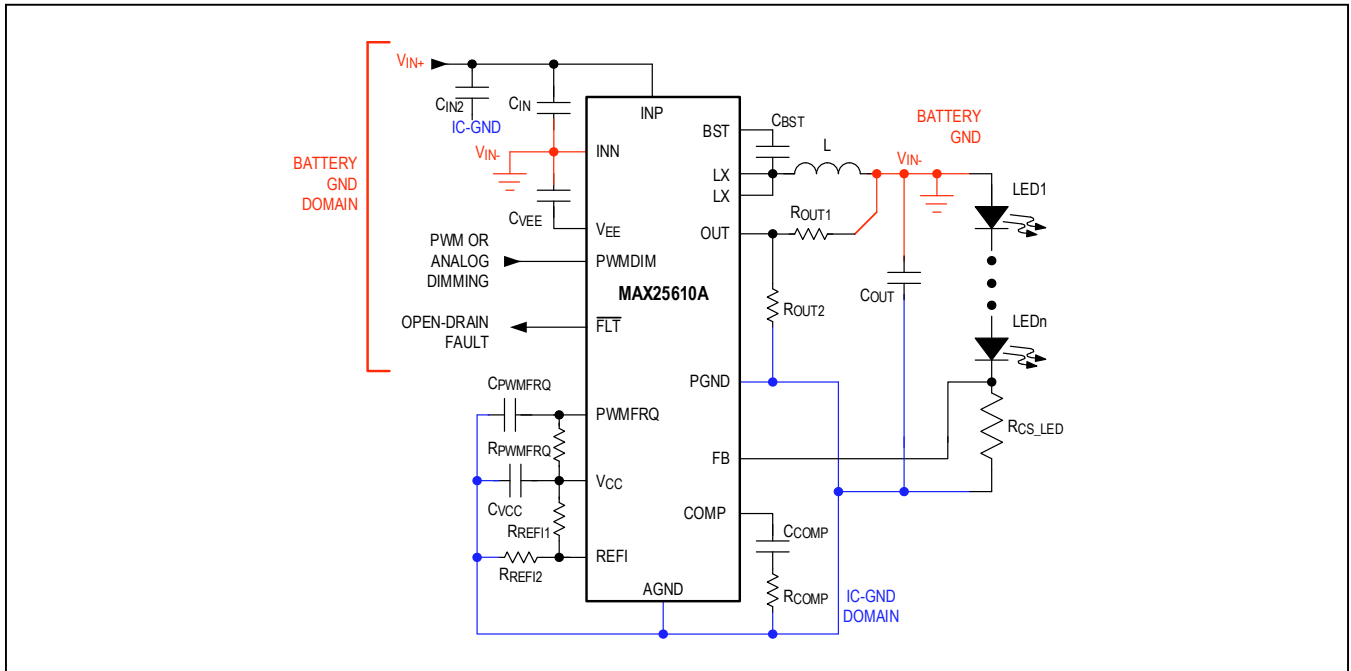 VIN+
CIN2
IC-GND
CIN
INP
BATTERY
GND
DOMAIN
VIN-
INN
CVEE
VEE
PWM OR
ANALOG
DIMMING
PWMDIM
MAX25610A
OPEN-DRAIN
FAULT
FLT
CPWMFRQ
PWMFRQ
RPWMFRQ
VCC
CVCC
RREFI1
REFI
RREFI2
AGND
BST
CBST
LX
LX
L
OUT
ROUT1
ROUT2
VIN-
BATTERY
GND
COUT
LED1
LEDn
PGND
RCS_LED
FB
COMP
CCOMP
RCOMP
IC-GND
DOMAIN